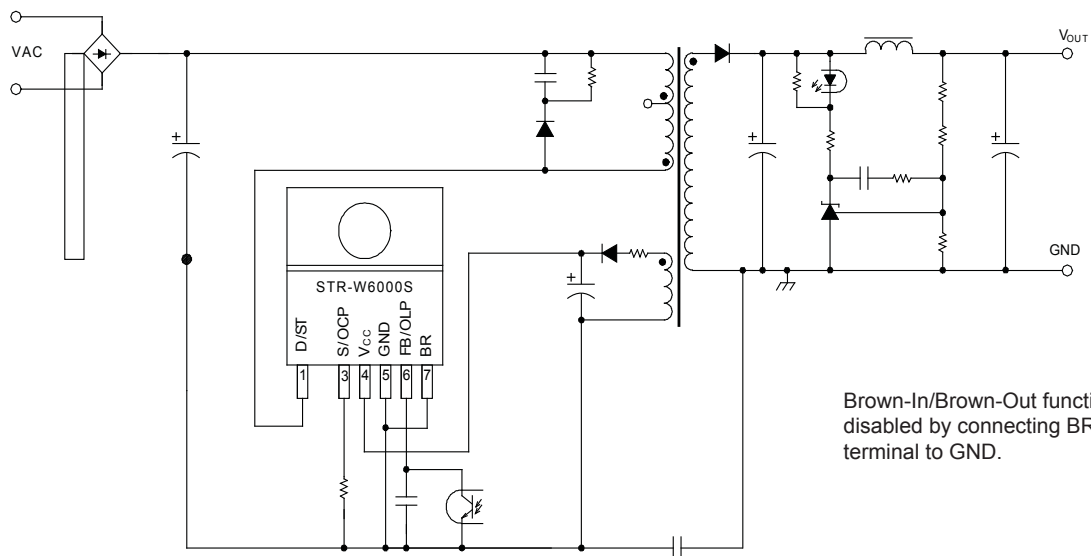 VAC
VOUT
+
+
+
GND
+
STR-W6000S
D/ST
S/OCP
VCC
GND
FB/OLP
BR
1
3
4
5
6
7
Brown-In/Brown-Out functi
disabled by connecting BR
terminal to GND.